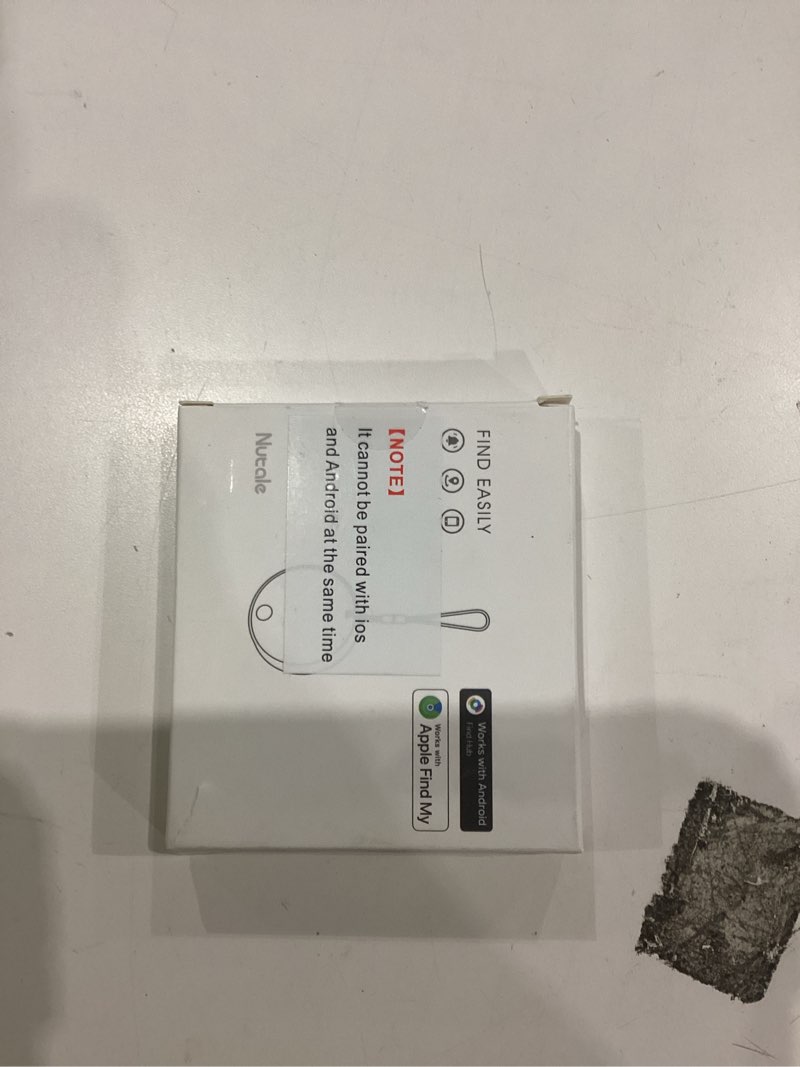 FIND EASILY
【NOTE】
It cannot be paired with ios
and Android at the same time
Nutale
Works with Android
Find Hub
Works with
Apple Find My